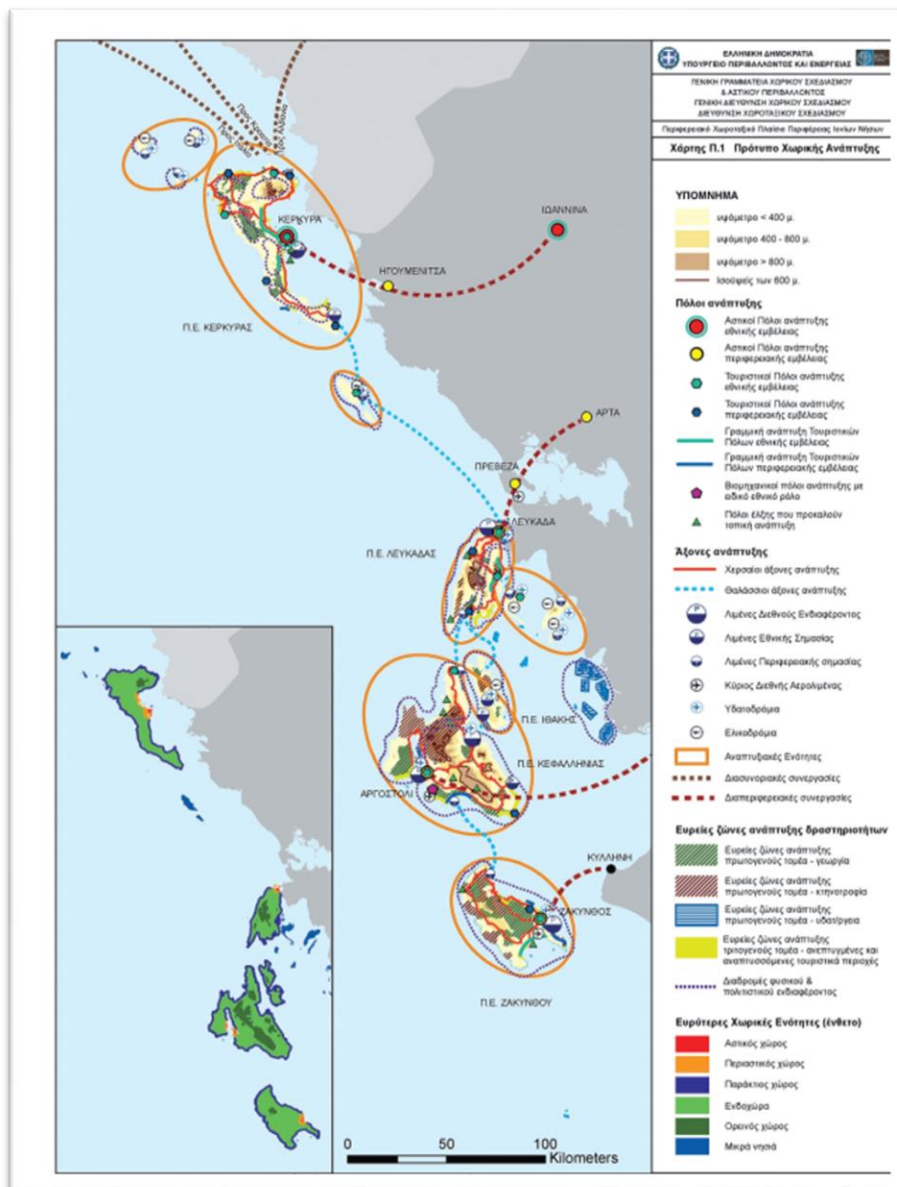 ΕΛΛΗΝΙΚΗ ΔΗΜΟΚΡΑΤΙΑ
ΥΠΟΥΡΓΕΙΟ ΠΕΡΙΒΑΛΛΟΝΤΟΣ ΚΑΙ ΕΝΕΡΓΕΙΑΣ
ΓΕΝΙΚΗ ΓΡΑΜΜΑΤΕΙΑ ΧΩΡΙΚΟΥ ΣΧΕΔΙΑΣΜΟΥ
& ΑΣΤΙΚΟΥ ΠΕΡΙΒΑΛΛΟΝΤΟΣ
ΓΕΝΙΚΗ ΔΙΕΥΘΥΝΣΗ ΧΩΡΙΚΟΥ ΣΧΕΔΙΑΣΜΟΥ
ΔΙΕΥΘΥΝΣΗ ΧΩΡΟΤΑΞΙΚΟΥ ΣΧΕΔΙΑΣΜΟΥ
Περιφερειακό Χωροταξικό Πλαίσιο Περιφέρειας Ιονίων Νήσων
Χάρτης Π.1 Πρότυπο Χωρικής Ανάπτυξης
ΚΕΡΚΥΡΑ
ΙΩΑΝΝΙΝΑ
ΗΓΟΥΜΕΝΙΤΣΑ
Π.Ε. ΚΕΡΚΥΡΑΣ
ΑΡΤΑ
ΠΡΕΒΕΖΑ
ΛΕΥΚΑΔΑ
Π.Ε. ΛΕΥΚΑΔΑΣ
Π.Ε. ΙΘΑΚΗΣ
Π.Ε. ΚΕΦΑΛΛΗΝΙΑΣ
ΑΡΓΟΣΤΟΛΙ
ΚΥΛΛΗΝΗ
ΖΑΚΥΝΘΟΣ
Π.Ε. ΖΑΚΥΝΘΟΥ
0 50 100
Kilometers
ΥΠΟΜΝΗΜΑ
υψόμετρο < 400 μ.
υψόμετρο 400 - 800 μ.
υψόμετρο > 800 μ.
Ισοϋψείς των 600 μ.
Πόλοι ανάπτυξης
Αστικοί Πόλοι ανάπτυξης
εθνικής εμβέλειας
Αστικοί Πόλοι ανάπτυξης
περιφερειακής εμβέλειας
Τουριστικοί Πόλοι ανάπτυξης
εθνικής εμβέλειας
Τουριστικοί Πόλοι ανάπτυξης
περιφερειακής εμβέλειας
Γραμμική ανάπτυξη Τουριστικών
Πόλων εθνικής εμβέλειας
Γραμμική ανάπτυξη Τουριστικών
Πόλων περιφερειακής εμβέλειας
Βιομηχανικοί πόλοι ανάπτυξης με
ειδικό εθνικό ρόλο
Πόλοι έλξης που προκαλούν
τοπική ανάπτυξη
Άξονες ανάπτυξης
Χερσαίοι άξονες ανάπτυξης
Θαλάσσιοι άξονες ανάπτυξης
Λιμένες Διεθνούς Ενδιαφέροντος
Λιμένες Εθνικής Σημασίας
Λιμένες Περιφερειακής σημασίας
Κύριος Διεθνής Αερολιμένας
Υδατοδρόμια
Ελικοδρόμια
Αναπτυξιακές Ενότητες
Διασυνοριακές συνεργασίες
Διαπεριφερειακές συνεργασίες
Ευρείες ζώνες ανάπτυξης δραστηριοτήτων
Ευρείες ζώνες ανάπτυξης
πρωτογενούς τομέα - γεωργία
Ευρείες ζώνες ανάπτυξης
πρωτογενούς τομέα - κτηνοτροφία
Ευρείες ζώνες ανάπτυξης
πρωτογενούς τομέα - υδατ/ργεια
Ευρείες ζώνες ανάπτυξης
τριτογενούς τομέα - ανεπτυγμένες και
αναπτυσσόμενες τουριστικά περιοχές
Διαδρομές φυσικού &
πολιτιστικού ενδιαφέροντος
Ευρύτερες Χωρικές Ενότητες (ένθετο)
Αστικός χώρος
Περιαστικός χώρος
Παράκτιος χώρος
Ενδοχώρα
Ορεινός χώρος
Μικρά νησιά